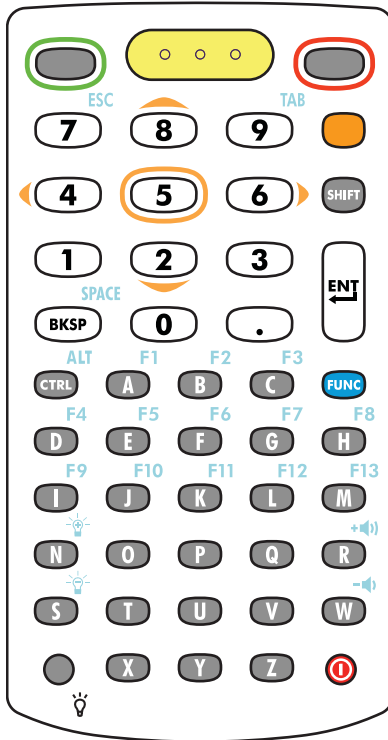 ESC TAB
7 8 9
4 5 6 SHIFT
1 2 3
ENT
SPACE
BKSP 0 .
ALT F1 F2 F3
CTRL A B C FUNC
F4 F5 F6 F7 F8
D E F G H
F9 F10 F11 F12 F13
I J K L M
N O P Q R
S T U V W
X Y Z